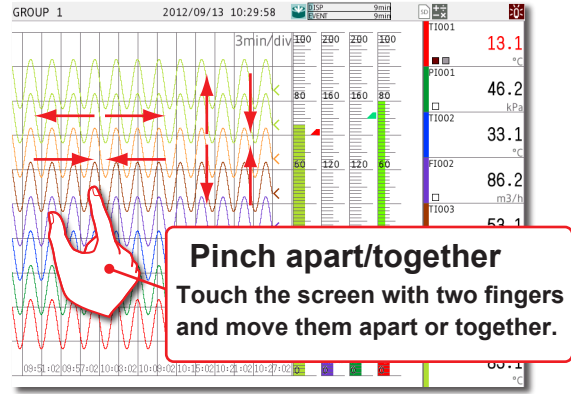 GROUP 1 2012/09/13 10:29:58 DISP 9min
EVENT 9min
SD
3min/div
100 200 200 100
80 160 160 80
60 120 120 60
TI001
13.1
°C
PI001
46.2
kPa
TI002
33.1
°C
FI002
86.2
m3/h
TI003
Pinch apart/together
Touch the screen with two fingers
and move them apart or together.
09:51:02 09:57:02 10:03:02 10:09:02 10:15:02 10:21:02 10:27:02
°C